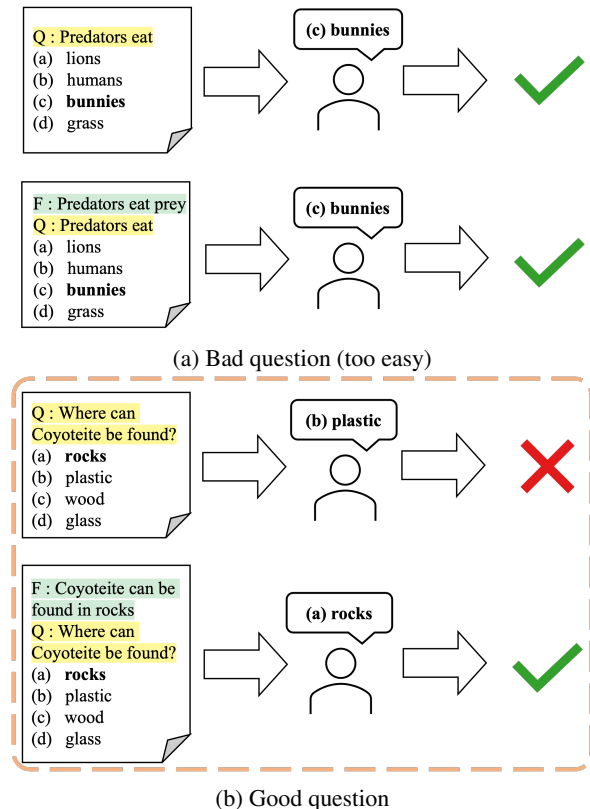 Q : Predators eat
(a) lions
(b) humans
(c) bunnies
(d) grass
(c) bunnies
F : Predators eat prey
Q : Predators eat
(a) lions
(b) humans
(c) bunnies
(d) grass
(c) bunnies
(a) Bad question (too easy)
Q : Where can
Coyoteite be found?
(a) rocks
(b) plastic
(c) wood
(d) glass
(b) plastic
F : Coyoteite can be
found in rocks
Q : Where can
Coyoteite be found?
(a) rocks
(b) plastic
(c) wood
(d) glass
(a) rocks
(b) Good question